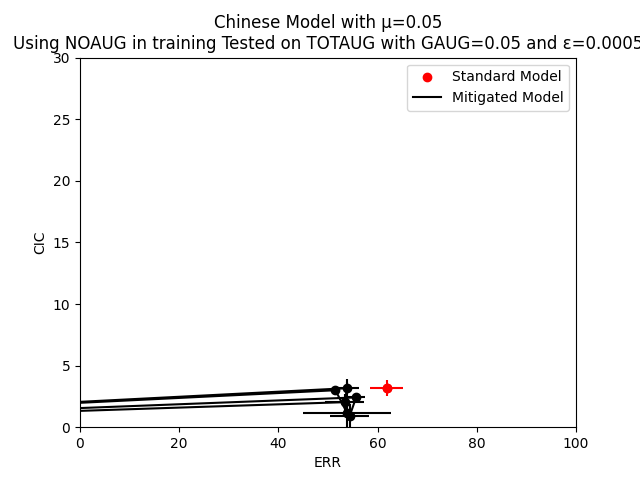 Chinese Model with μ=0.05
Using NOAUG in training Tested on TOTAUG with GAUG=0.05 and ε=0.0005
Standard Model
Mitigated Model
30
25
20
15
10
5
0
CIC
0 20 40 60 80 100
ERR